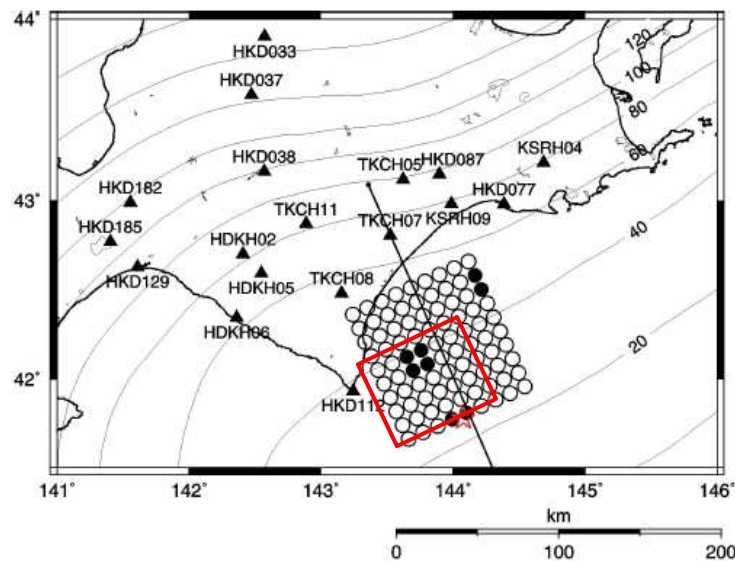 44˚
HKD033
120
100
80
60
HKD037
KSRH04
HKD038
TKCH05
HKD087
43˚
HKD182
HKD077
TKCH11
TKCH07
KSRH09
HKD185
HDKH02
40
HKD129
HDKH05
TKCH08
HDKH06
20
42˚
HKD112
141˚ 142˚ 143˚ 144˚ 145˚ 146˚
km
0 100 200